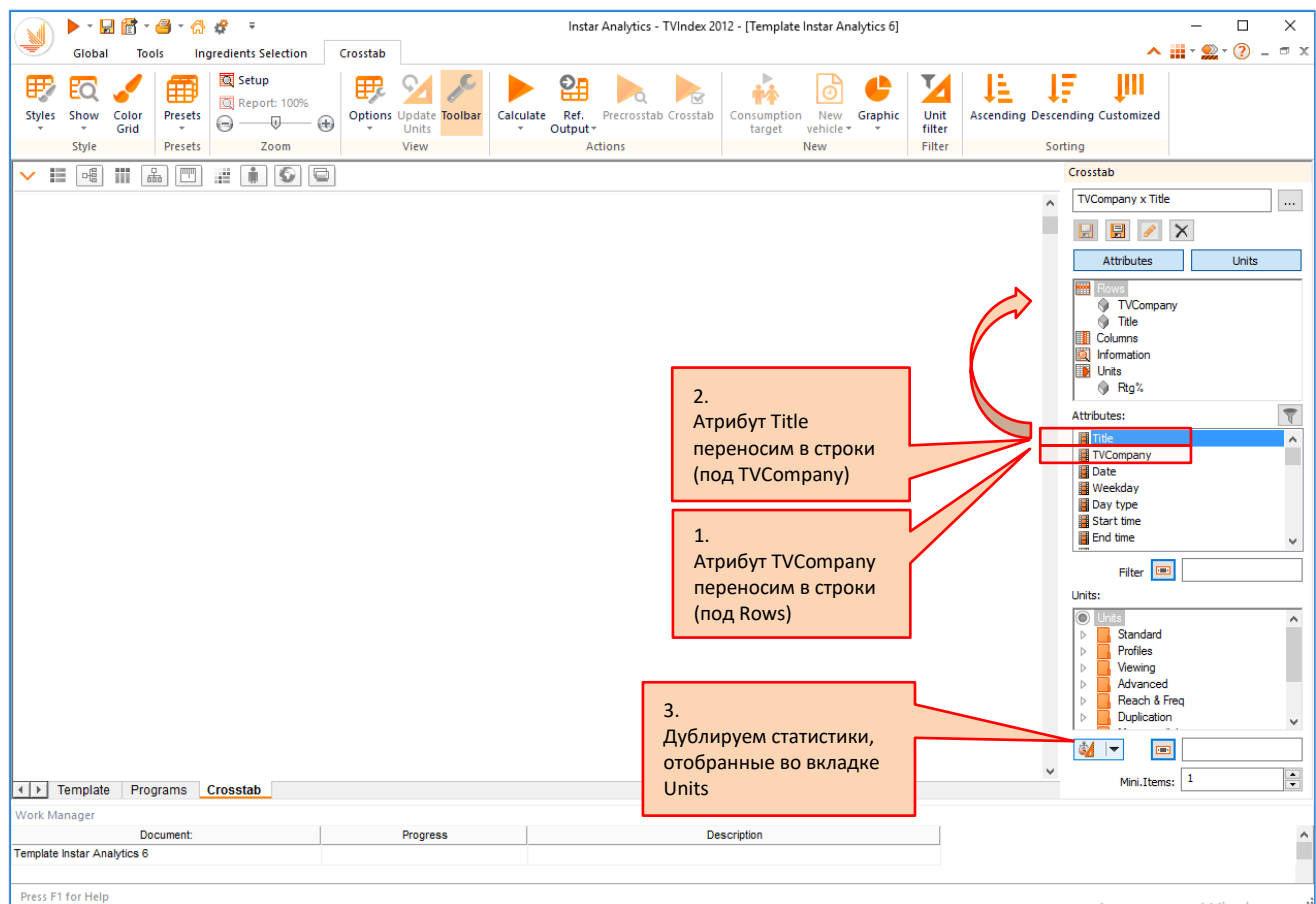 Instar Analytics - TVIndex 2012 - [Template Instar Analytics 6]
Global Tools Ingredients Selection Crosstab
Styles Show Color Grid
Style
Presets
Presets
Setup
Report: 100%
Zoom
Options Update Units Toolbar
View
Calculate Ref. Output Precrosstab Crosstab
Actions
Consumption target New vehicle Graphic
New
Unit filter
Filter
Ascending Descending Customized
Sorting
Crosstab
TVCompany x Title
...
Attributes Units
Rows
TVCompany
Title
Columns
Information
Units
Rtg%
Attributes:
Title
TVCompany
Date
Weekday
Day type
Start time
End time
Filter
Units:
Units
Standard
Profiles
Viewing
Advanced
Reach & Freq
Duplication
Mini.Items: 1
2.
Атрибут Title
переносим в строки
(под TVCompany)
1.
Атрибут TVCompany
переносим в строки
(под Rows)
3.
Дублируем статистики,
отобранные во вкладке
Units
Template Programs Crosstab
Work Manager
Document: Progress Description
Template Instar Analytics 6
Press F1 for Help